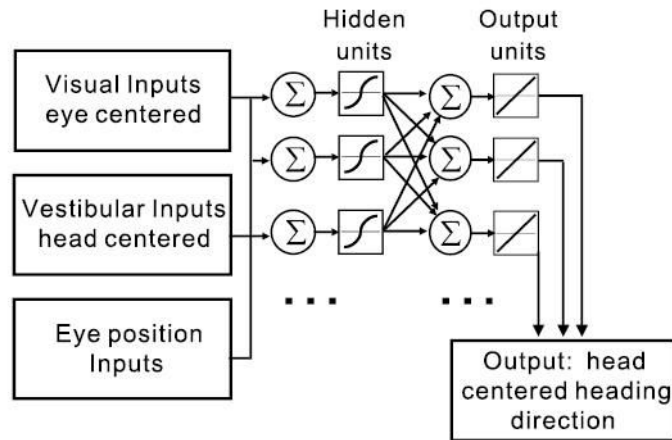 Hidden
units
Output
units
Visual Inputs
eye centered
Vestibular Inputs
head centered
Eye position
Inputs
Σ
Σ
Σ
Σ
Σ
Σ
. . .
. . .
Output: head
centered heading
direction